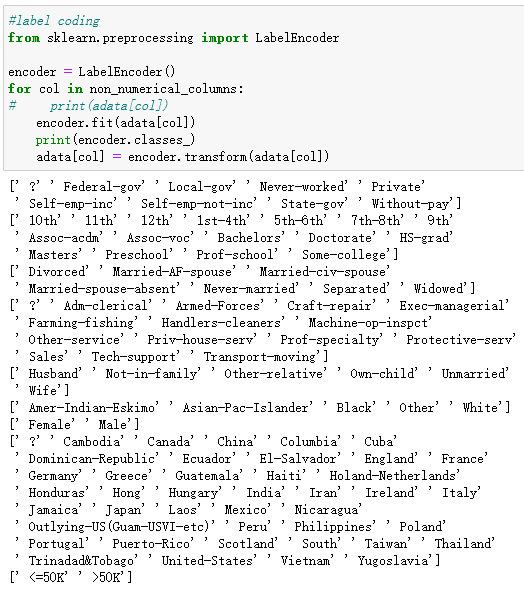 #label coding
from sklearn.preprocessing import LabelEncoder
encoder = LabelEncoder()
for col in non_numerical_columns:
#     print(adata[col])
    encoder.fit(adata[col])
    print(encoder.classes_)
    adata[col] = encoder.transform(adata[col])
[' ?' ' Federal-gov' ' Local-gov' ' Never-worked' ' Private'
 ' Self-emp-inc' ' Self-emp-not-inc' ' State-gov' ' Without-pay']
[' 10th' ' 11th' ' 12th' ' 1st-4th' ' 5th-6th' ' 7th-8th' ' 9th'
 ' Assoc-acdm' ' Assoc-voc' ' Bachelors' ' Doctorate' ' HS-grad'
 ' Masters' ' Preschool' ' Prof-school' ' Some-college']
[' Divorced' ' Married-AF-spouse' ' Married-civ-spouse'
 ' Married-spouse-absent' ' Never-married' ' Separated' ' Widowed']
[' ?' ' Adm-clerical' ' Armed-Forces' ' Craft-repair' ' Exec-managerial'
 ' Farming-fishing' ' Handlers-cleaners' ' Machine-op-inspct'
 ' Other-service' ' Priv-house-serv' ' Prof-specialty' ' Protective-serv'
 ' Sales' ' Tech-support' ' Transport-moving']
[' Husband' ' Not-in-family' ' Other-relative' ' Own-child' ' Unmarried'
 ' Wife']
[' Amer-Indian-Eskimo' ' Asian-Pac-Islander' ' Black' ' Other' ' White']
[' Female' ' Male']
[' ?' ' Cambodia' ' Canada' ' China' ' Columbia' ' Cuba'
 ' Dominican-Republic' ' Ecuador' ' El-Salvador' ' England' ' France'
 ' Germany' ' Greece' ' Guatemala' ' Haiti' ' Holand-Netherlands'
 ' Honduras' ' Hong' ' Hungary' ' India' ' Iran' ' Ireland' ' Italy'
 ' Jamaica' ' Japan' ' Laos' ' Mexico' ' Nicaragua'
 ' Outlying-US(Guam-USVI-etc)' ' Peru' ' Philippines' ' Poland'
 ' Portugal' ' Puerto-Rico' ' Scotland' ' South' ' Taiwan' ' Thailand'
 ' Trinadad&Tobago' ' United-States' ' Vietnam' ' Yugoslavia']
[' <=50K' ' >50K']